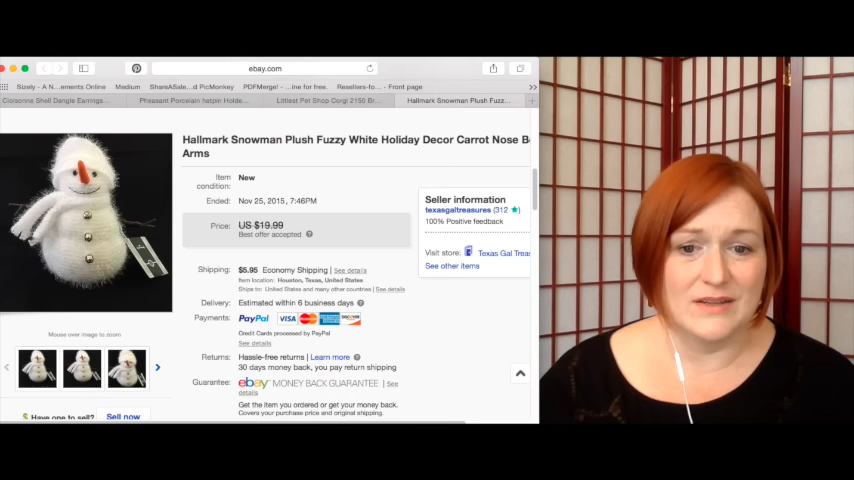 ebay.com
Sizely - A N...ements Online Medium ShareASale...d PicMonkey PDFMerge! - ...ine for free. Resellers-fo... - Front page
Cloisonne Shell Dangle Earrings... Pheasant Porcelain hatpin Holde... Littlest Pet Shop Corgi 2150 Br... Hallmark Snowman Plush Fuzzy...
Hallmark Snowman Plush Fuzzy White Holiday Decor Carrot Nose B
Arms
Item
condition: New
Ended: Nov 25, 2015 , 7:46PM
Price: US $19.99
Best offer accepted
Shipping: $5.95 Economy Shipping | See details
Item location: Houston, Texas, United States
Ships to: United States and many other countries | See details
Delivery: Estimated within 6 business days
Payments: PayPal VISA MasterCard AMERICAN EXPRESS DISCOVER
Credit Cards processed by PayPal
See details
Returns: Hassle-free returns | Learn more
30 days money back, you pay return shipping
Guarantee: ebay MONEY BACK GUARANTEE | See
details
Get the item you ordered or get your money back.
Covers your purchase price and original shipping.
Seller information
texasgaltreasures (312 )
100% Positive feedback
Visit store: Texas Gal Treas
See other items
Mouse over image to zoom
$ Have one to sell? Sell now